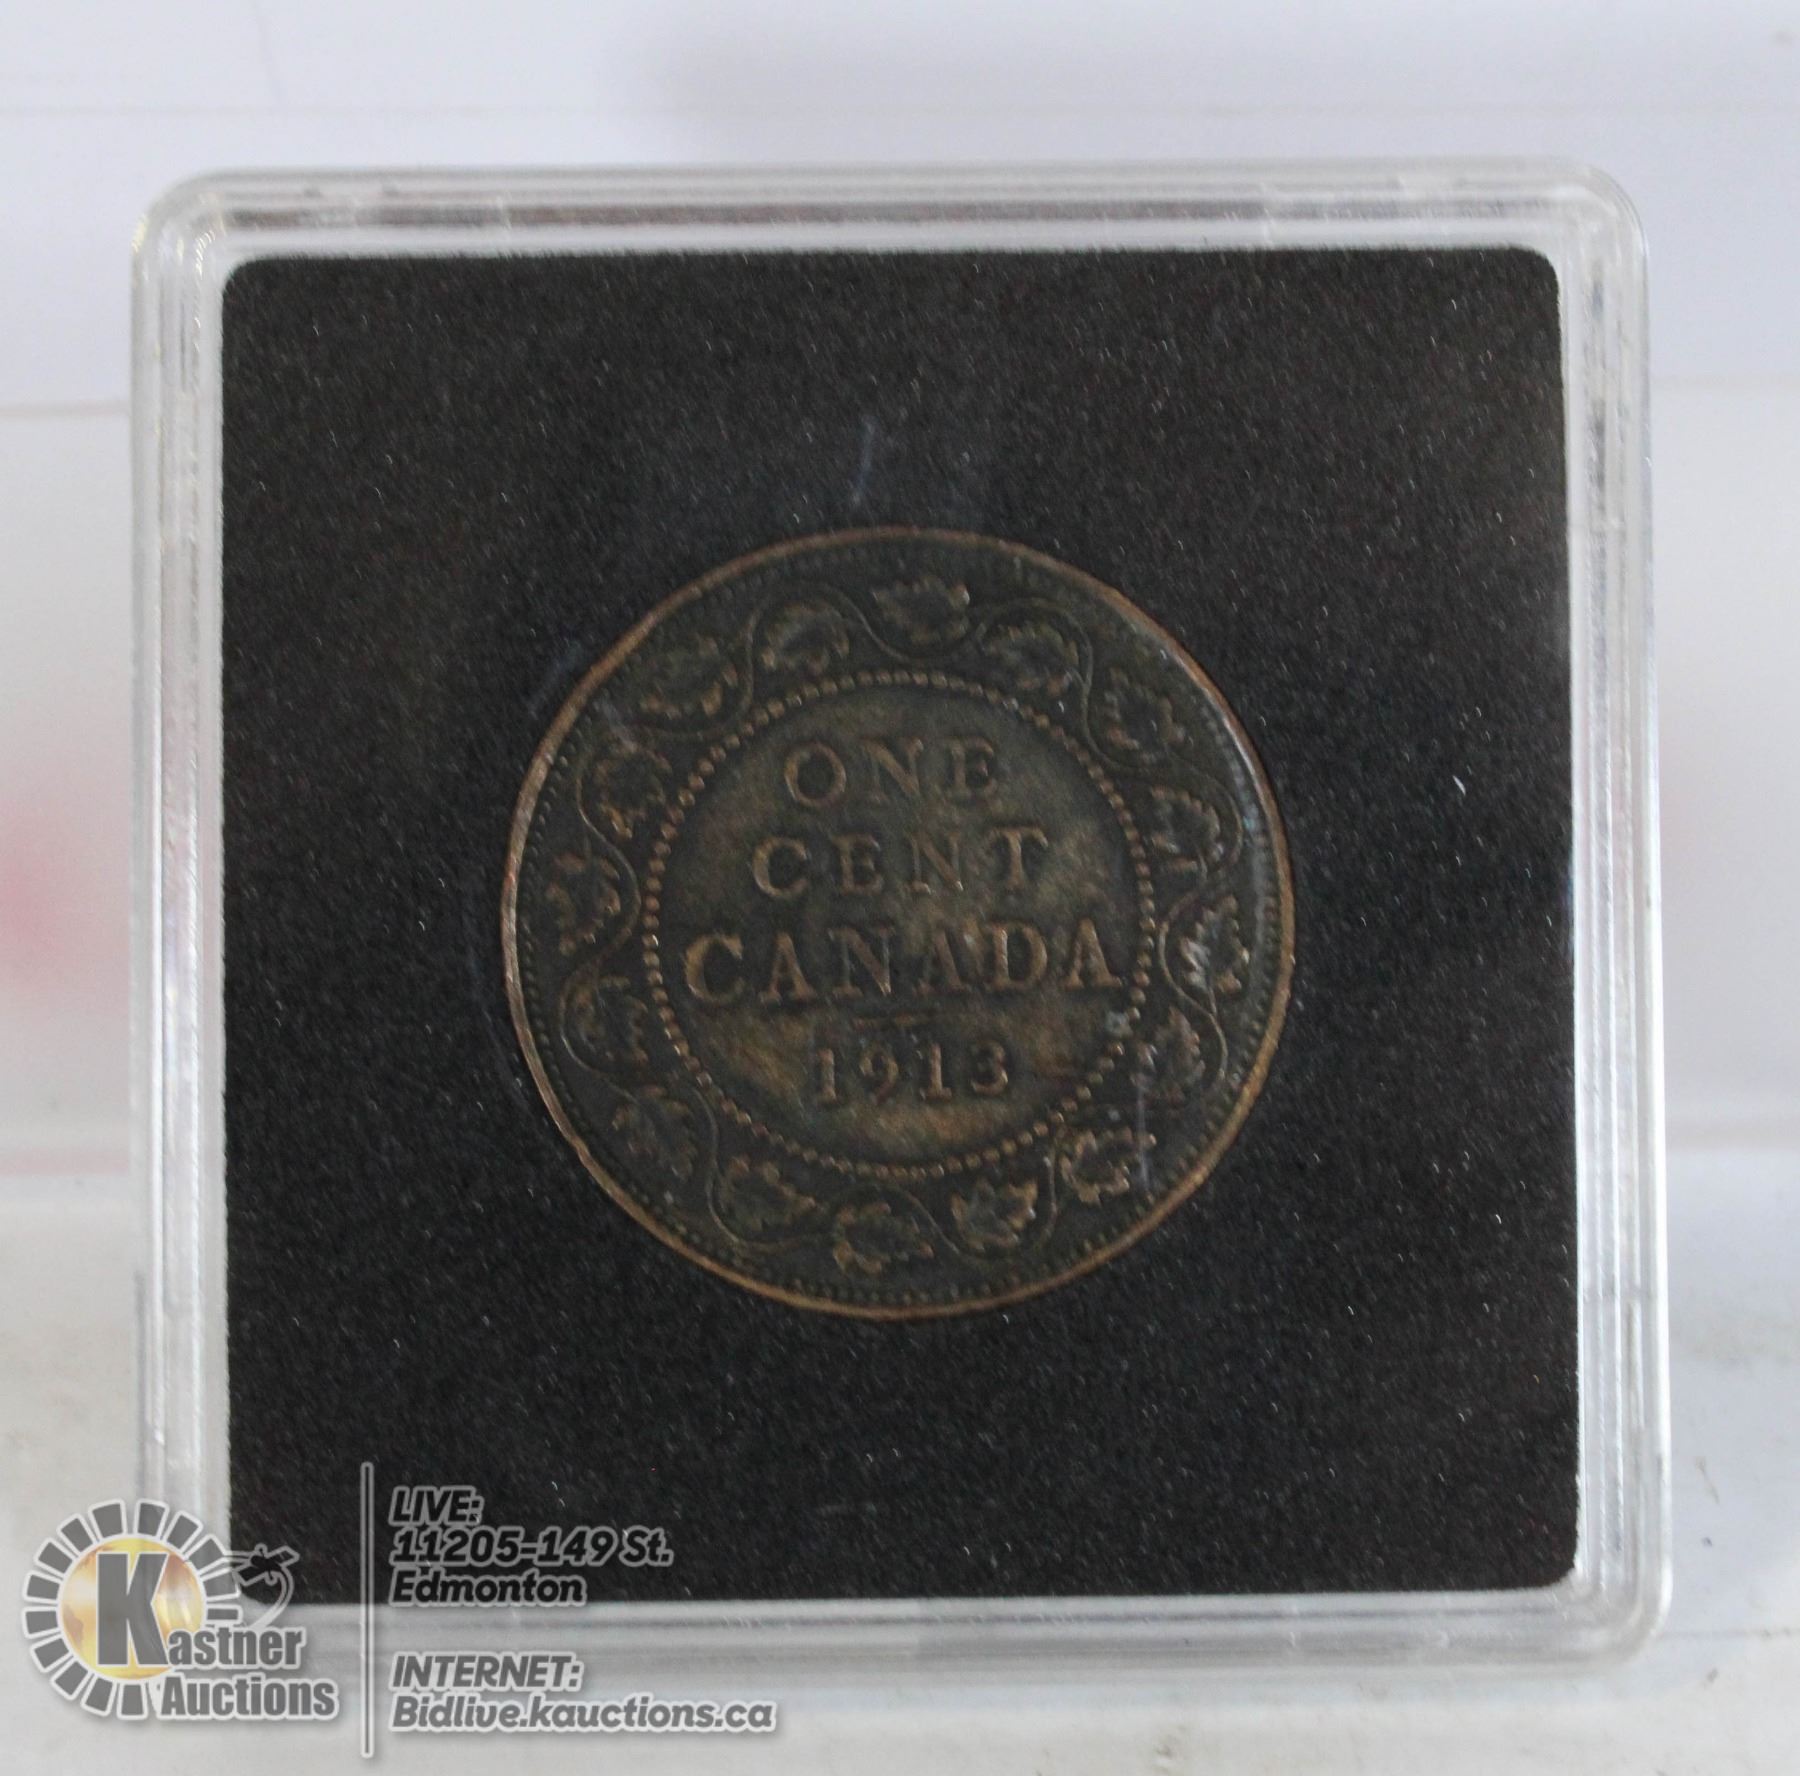 ONE
CENT
CANADA
1913
LIVE:
11205-149 St.
Edmonton
Kastner
Auctions
INTERNET:
Bidlive.kauctions.ca